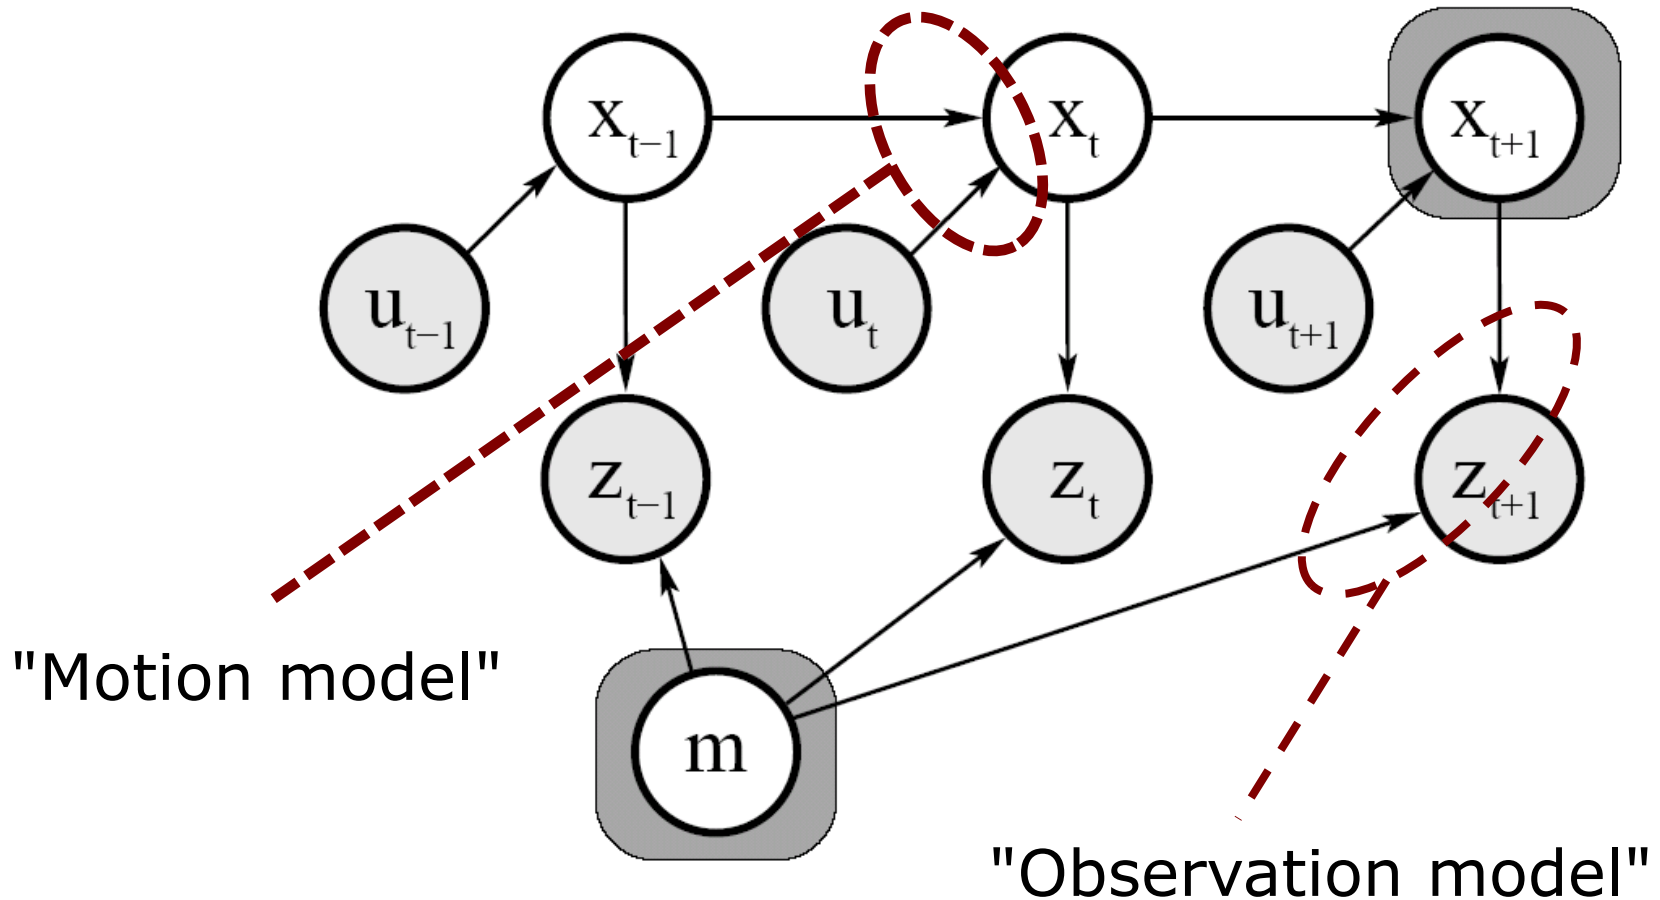 x_{t−1} x_t x_{t+1}
u_{t−1} u_t u_{t+1}
z_{t−1} z_t z_{t+1}
"Motion model"
m
"Observation model"